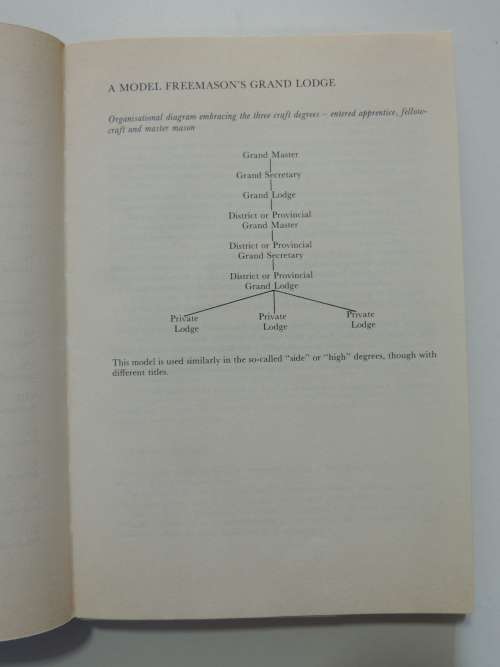 A MODEL FREEMASON'S GRAND LODGE
Organisational diagram embracing the three craft degrees – entered apprentice, fellow-
craft and master mason
Grand Master
Grand Secretary
Grand Lodge
District or Provincial
Grand Master
District or Provincial
Grand Secretary
District or Provincial
Grand Lodge
Private
Lodge
Private
Lodge
Private
Lodge
This model is used similarly in the so-called "side" or "high" degrees, though with
different titles.